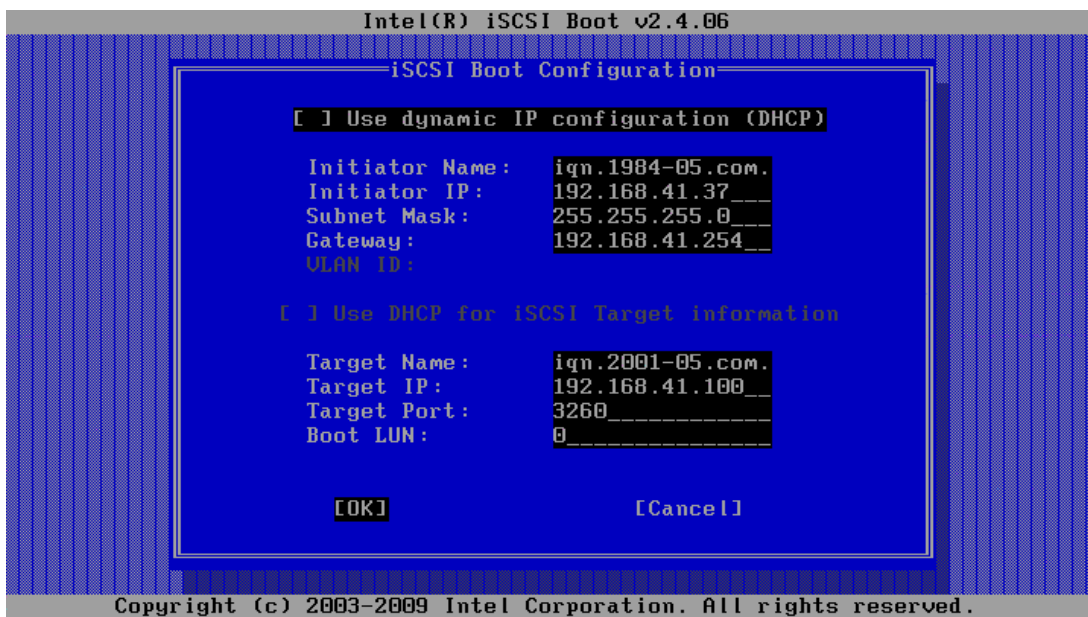 Intel(R) iSCSI Boot v2.4.06
iSCSI Boot Configuration
[ ] Use dynamic IP configuration (DHCP)
Initiator Name: iqn.1984-05.com.
Initiator IP: 192.168.41.37___
Subnet Mask: 255.255.255.0___
Gateway: 192.168.41.254__
VLAN ID:
[ ] Use DHCP for iSCSI Target information
Target Name: iqn.2001-05.com.
Target IP: 192.168.41.100__
Target Port: 3260____________
Boot LUN: 0_______________
[OK] [Cancel]
Copyright (c) 2003-2009 Intel Corporation. All rights reserved.